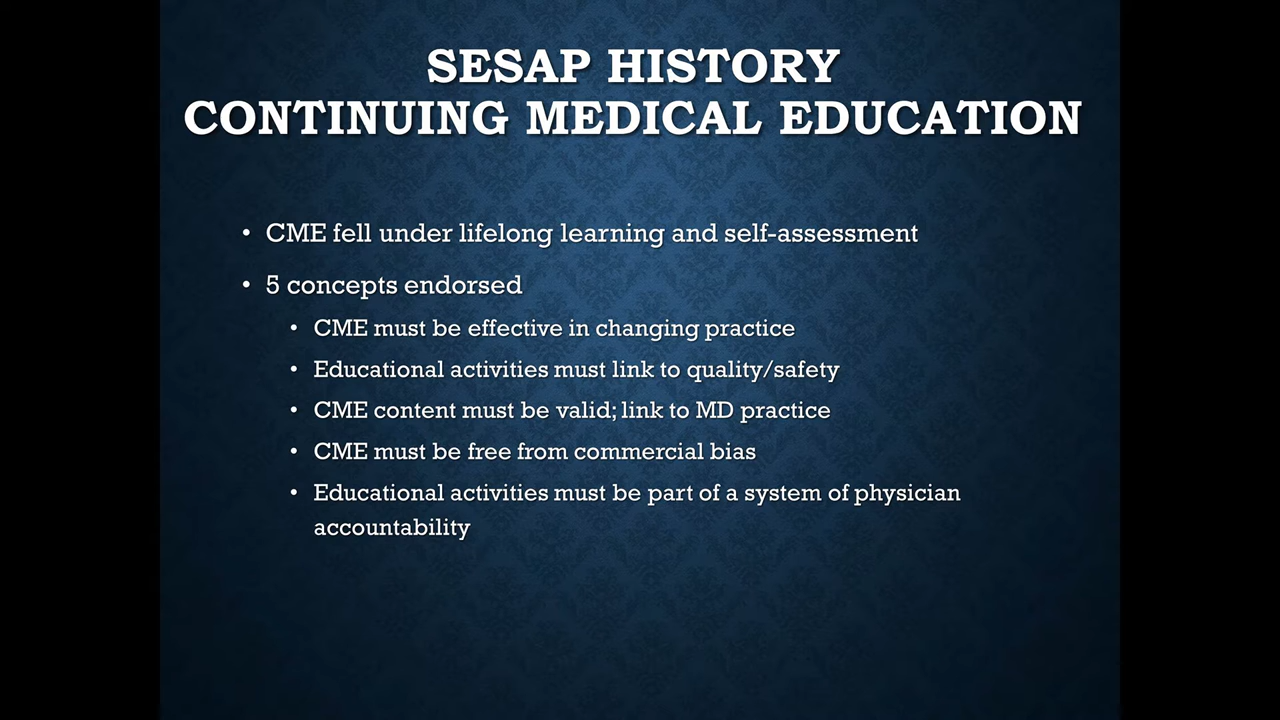 SESAP HISTORY
CONTINUING MEDICAL EDUCATION
• CME fell under lifelong learning and self-assessment
• 5 concepts endorsed
• CME must be effective in changing practice
• Educational activities must link to quality/safety
• CME content must be valid; link to MD practice
• CME must be free from commercial bias
• Educational activities must be part of a system of physician
accountability